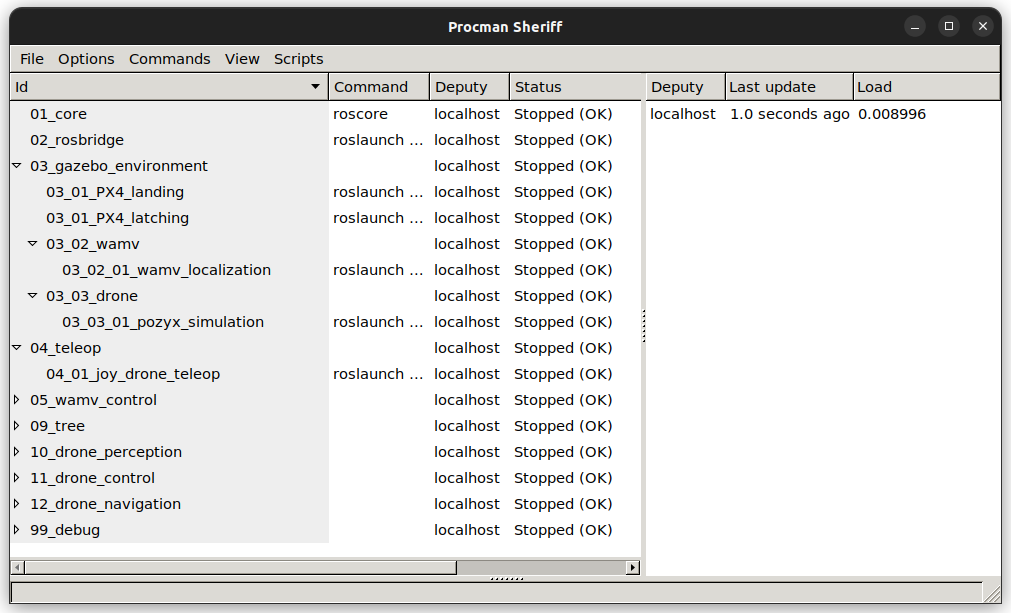 Procman Sheriff
File Options Commands View Scripts
Id Command Deputy Status Deputy Last update Load
01_core roscore localhost Stopped (OK) localhost 1.0 seconds ago 0.008996
02_rosbridge roslaunch ... localhost Stopped (OK)
03_gazebo_environment localhost Stopped (OK)
03_01_PX4_landing roslaunch ... localhost Stopped (OK)
03_01_PX4_latching roslaunch ... localhost Stopped (OK)
03_02_wamv localhost Stopped (OK)
03_02_01_wamv_localization roslaunch ... localhost Stopped (OK)
03_03_drone localhost Stopped (OK)
03_03_01_pozyx_simulation roslaunch ... localhost Stopped (OK)
04_teleop localhost Stopped (OK)
04_01_joy_drone_teleop roslaunch ... localhost Stopped (OK)
05_wamv_control localhost Stopped (OK)
09_tree localhost Stopped (OK)
10_drone_perception localhost Stopped (OK)
11_drone_control localhost Stopped (OK)
12_drone_navigation localhost Stopped (OK)
99_debug localhost Stopped (OK)